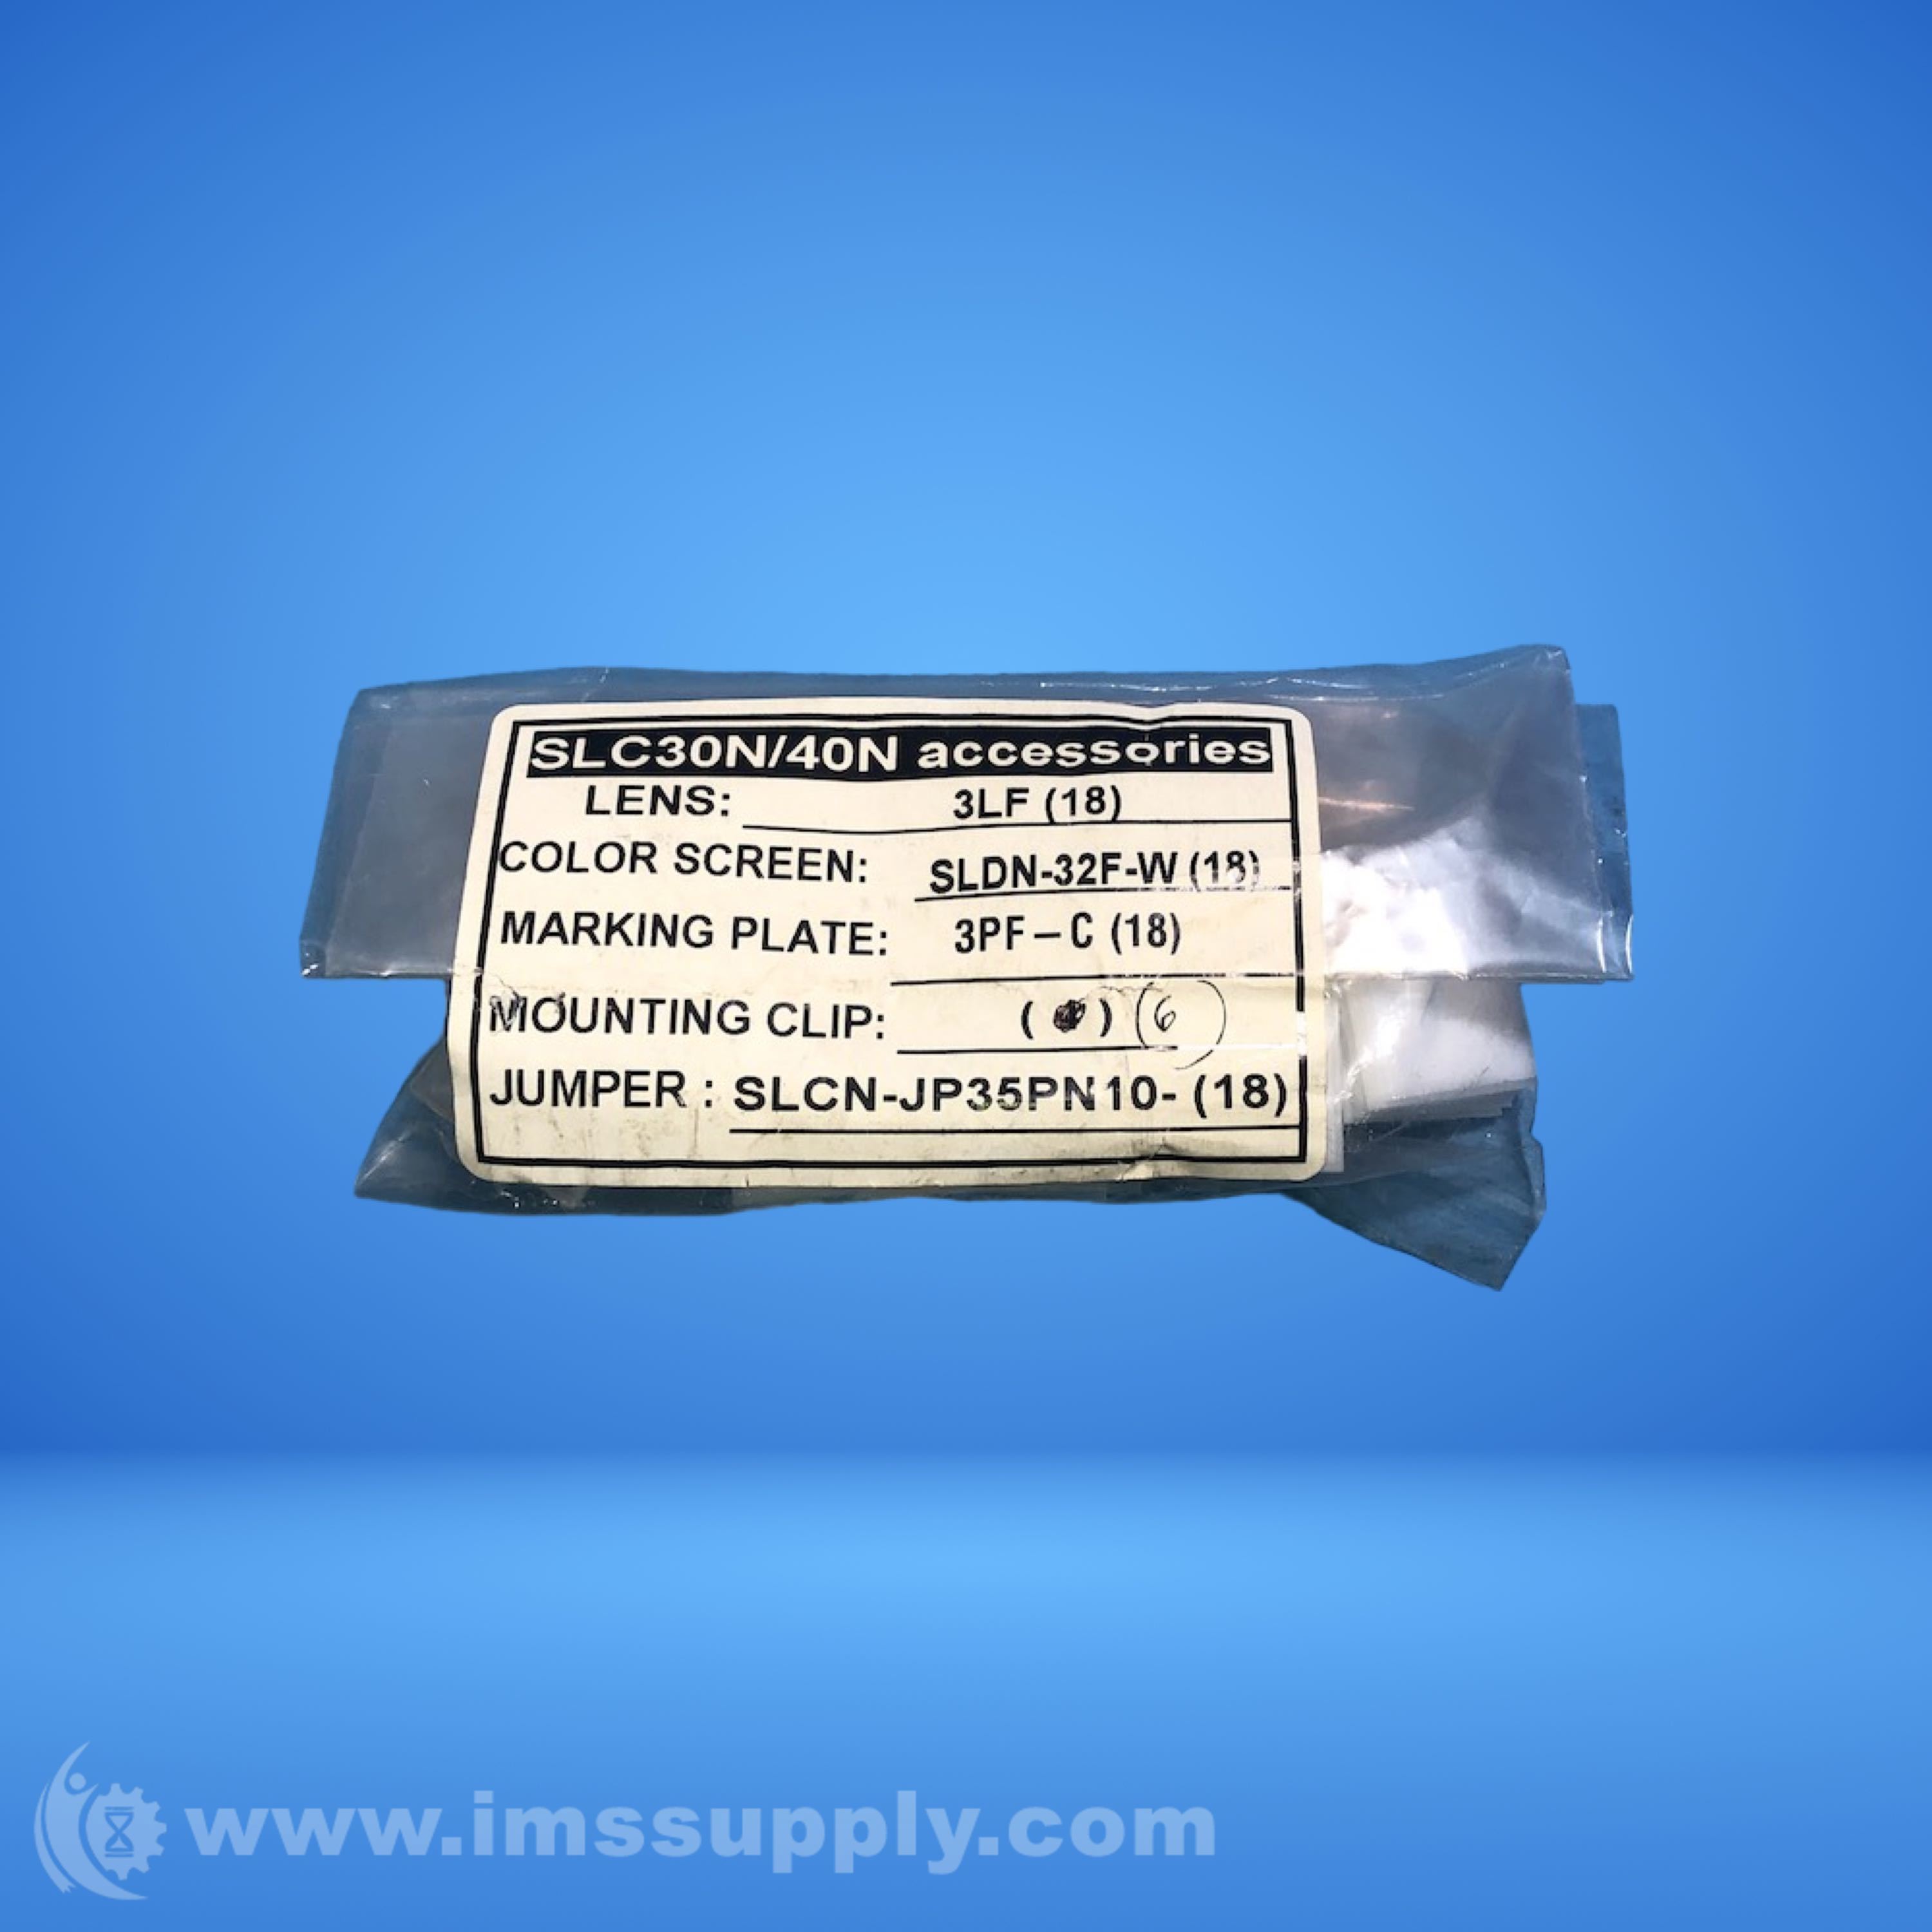 SLC30N/40N accessories
LENS: 3LF (18)
COLOR SCREEN: SLDN-32F-W (18)
MARKING PLATE: 3PF-C (18)
MOUNTING CLIP: ( ) (6)
JUMPER : SLCN-JP35PN10- (18)
www.imssupply.com